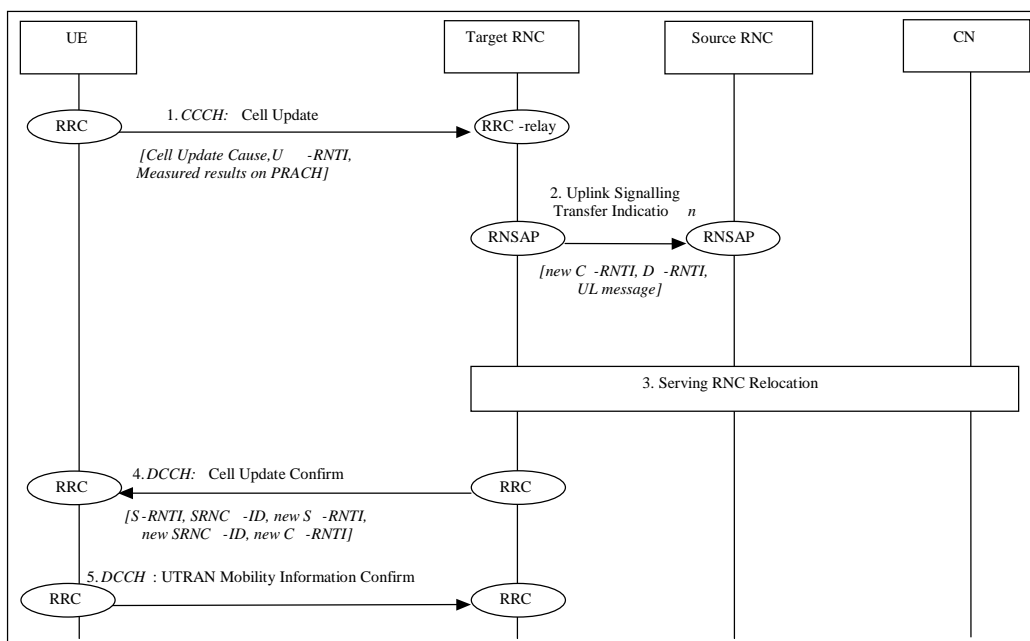 UE
Target RNC
Source RNC
CN
RRC
1. CCCH: Cell Update
RRC -relay
[Cell Update Cause,U -RNTI,
Measured results on PRACH]
2. Uplink Signalling
Transfer Indicatio n
RNSAP
RNSAP
[new C -RNTI, D -RNTI,
UL message]
3. Serving RNC Relocation
4. DCCH: Cell Update Confirm
RRC
RRC
[S-RNTI, SRNC -ID, new S -RNTI,
new SRNC -ID, new C -RNTI]
5. DCCH : UTRAN Mobility Information Confirm
RRC
RRC